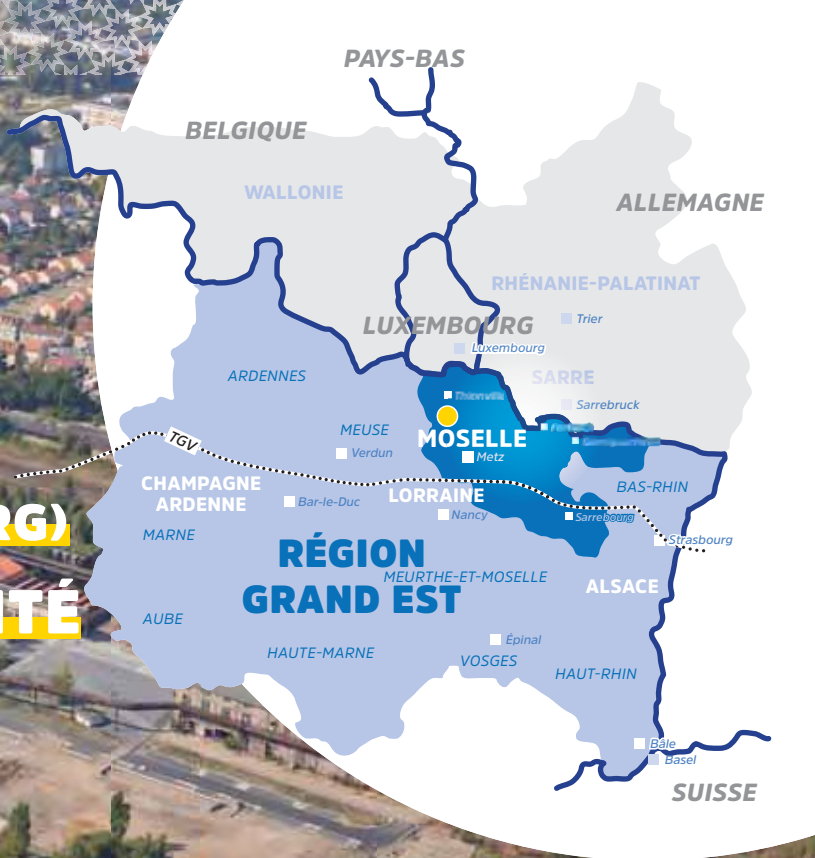 PAYS-BAS
BELGIQUE
WALLONIE
ALLEMAGNE
RHÉNANIE-PALATINAT
Trier
LUXEMBOURG
Luxembourg
SARRE
ARDENNES
Thionville
Sarrebruck
MEUSE
MOSELLE
TGV
Verdun
Metz
CHAMPAGNE
ARDENNE
LORRAINE
BAS-RHIN
Bar-le-Duc
Nancy
Sarrebourg
RG)
MARNE
Strasbourg
RÉGION
GRAND EST
MEURTHE-ET-MOSELLE
ALSACE
ITÉ
AUBE
Épinal
HAUTE-MARNE
VOSGES
HAUT-RHIN
Bâle
Basel
SUISSE